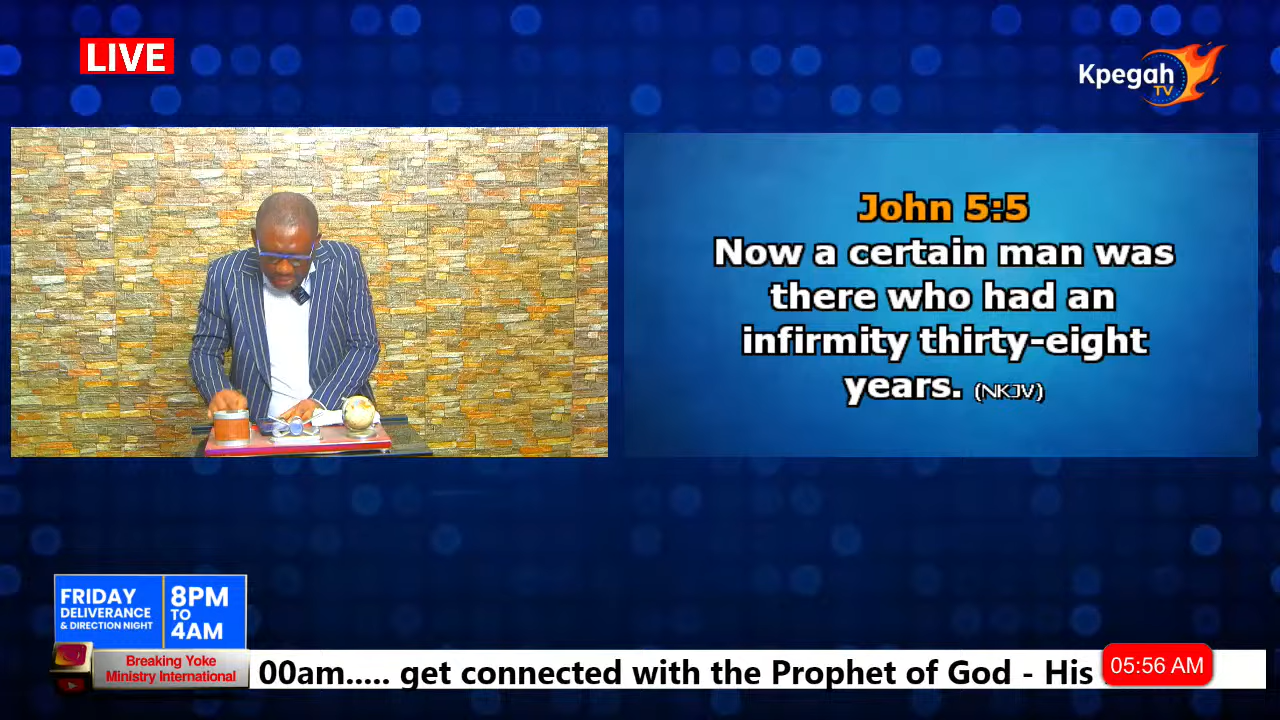 LIVE
Kpegah
TV
John 5:5
Now a certain man was
there who had an
infirmity thirty-eight
years. (NKJV)
FRIDAY
DELIVERANCE
& DIRECTION NIGHT
8PM
TO
4AM
Breaking Yoke
Ministry International
00am..... get connected with the Prophet of God - His
05:56 AM